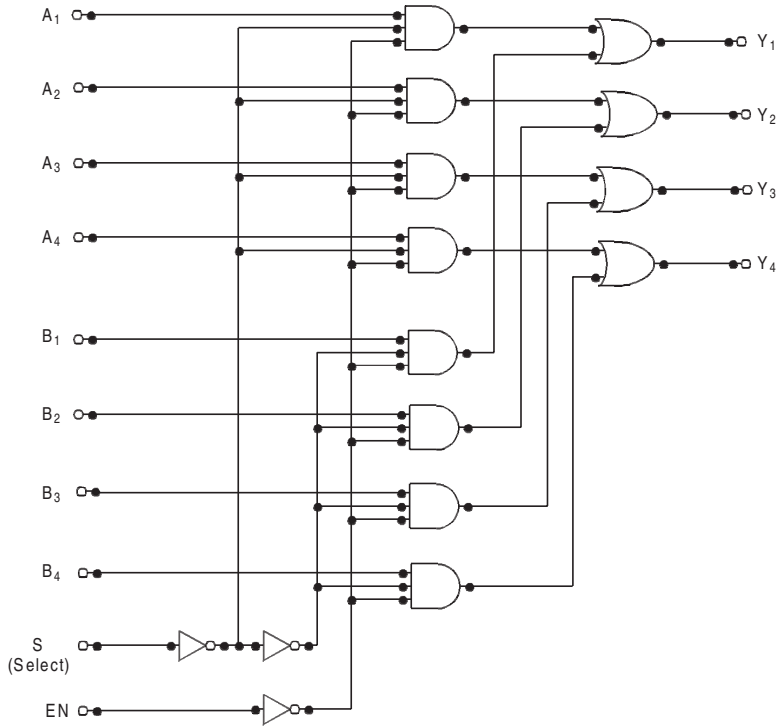 A₁
Y₁
A₂
Y₂
A₃
Y₃
A₄
Y₄
B₁
B₂
B₃
B₄
S
(Select)
EN